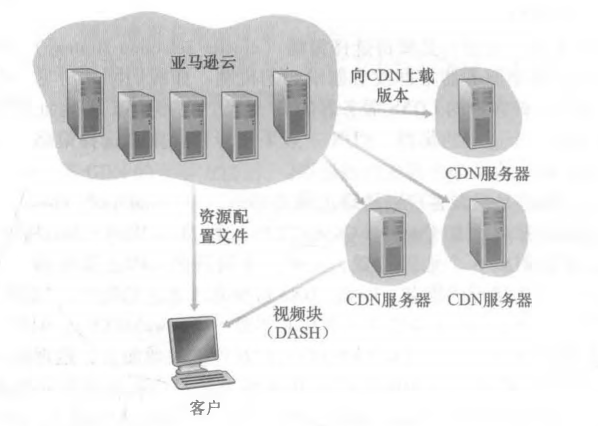 亚马逊云
向CDN上载
版本
CDN服务器
资源配
置文件
CDN服务器
CDN服务器
视频块
（DASH）
客户